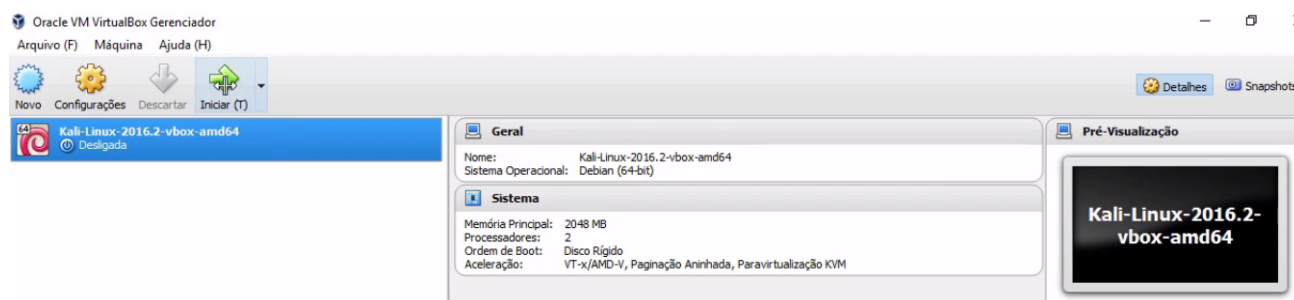 Oracle VM VirtualBox Gerenciador
Arquivo (F) Máquina Ajuda (H)
Novo Configurações Descartar Iniciar (T) Detalhes Snapshots
64 Kali-Linux-2016.2-vbox-amd64
Desligada
Geral
Nome: Kali-Linux-2016.2-vbox-amd64
Sistema Operacional: Debian (64-bit)
Sistema
Memória Principal: 2048 MB
Processadores: 2
Ordem de Boot: Disco Rígido
Aceleração: VT-x/AMD-V, Paginação Aninhada, Paravirtualização KVM
Pré-Visualização
Kali-Linux-2016.2-
vbox-amd64